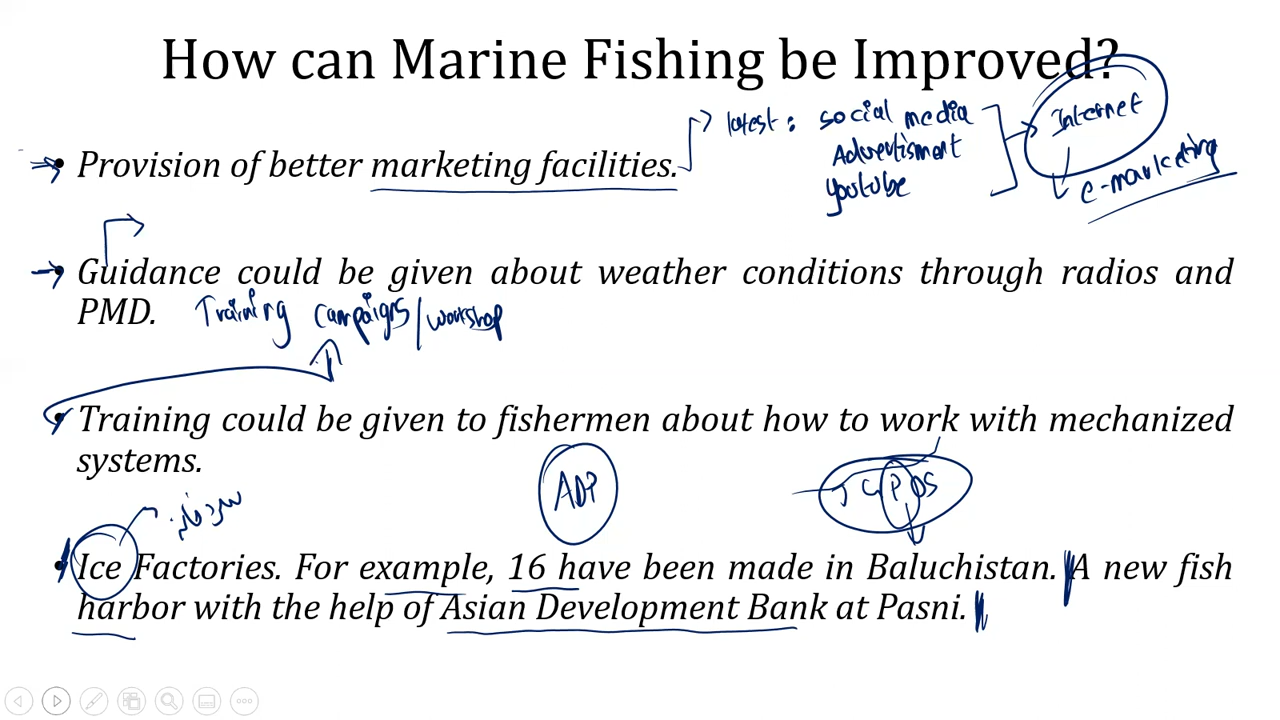 How can Marine Fishing be Improved?
latest: social media
Advertisment
Youtube
Internet
e-marketing
• Provision of better marketing facilities.
• Guidance could be given about weather conditions through radios and
PMD.
Training campaigns/workshop
• Training could be given to fishermen about how to work with mechanized
systems.
ADP
• Ice Factories. For example, 16 have been made in Baluchistan. A new fish
harbor with the help of Asian Development Bank at Pasni.